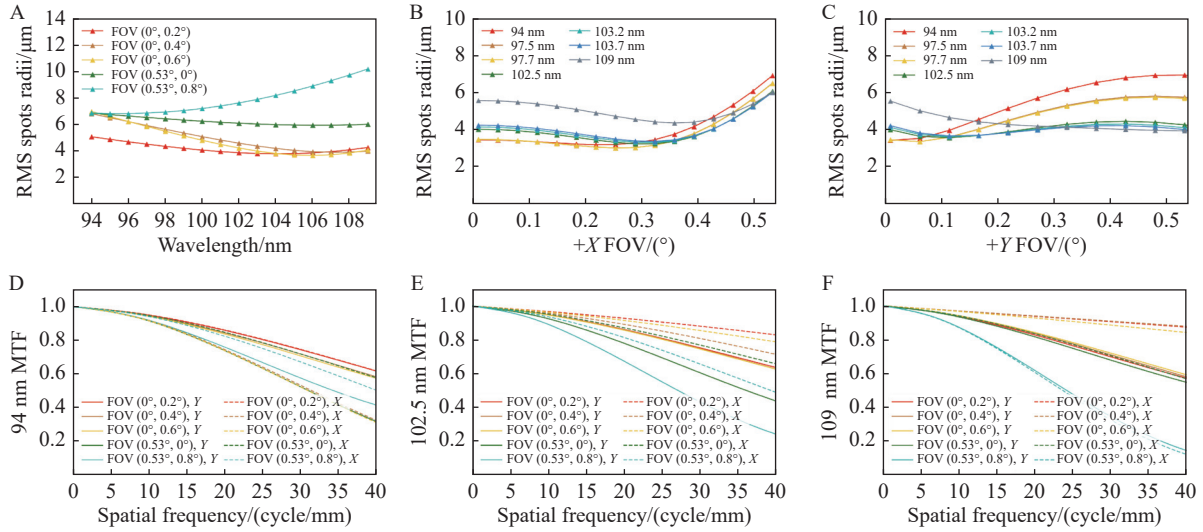 A
RMS spots radii/μm
14
12
10
8
6
4
2
FOV (0°, 0.2°)
FOV (0°, 0.4°)
FOV (0°, 0.6°)
FOV (0.53°, 0°)
FOV (0.53°, 0.8°)
94 96 98 100 102 104 106 108
Wavelength/nm
B
RMS spots radii/μm
10
8
6
4
2
0
94 nm
97.5 nm
97.7 nm
102.5 nm
103.2 nm
103.7 nm
109 nm
0 0.1 0.2 0.3 0.4 0.5
+X FOV/(°)
C
RMS spots radii/μm
10
8
6
4
2
0
94 nm
97.5 nm
97.7 nm
102.5 nm
103.2 nm
103.7 nm
109 nm
0 0.1 0.2 0.3 0.4 0.5
+Y FOV/(°)
D
94 nm MTF
1.0
0.8
0.6
0.4
0.2
FOV (0°, 0.2°), Y
FOV (0°, 0.4°), Y
FOV (0°, 0.6°), Y
FOV (0.53°, 0°), Y
FOV (0.53°, 0.8°), Y
FOV (0°, 0.2°), X
FOV (0°, 0.4°), X
FOV (0°, 0.6°), X
FOV (0.53°, 0°), X
FOV (0.53°, 0.8°), X
0 5 10 15 20 25 30 35 40
Spatial frequency/(cycle/mm)
E
102.5 nm MTF
1.0
0.8
0.6
0.4
0.2
FOV (0°, 0.2°), Y
FOV (0°, 0.4°), Y
FOV (0°, 0.6°), Y
FOV (0.53°, 0°), Y
FOV (0.53°, 0.8°), Y
FOV (0°, 0.2°), X
FOV (0°, 0.4°), X
FOV (0°, 0.6°), X
FOV (0.53°, 0°), X
FOV (0.53°, 0.8°), X
0 5 10 15 20 25 30 35 40
Spatial frequency/(cycle/mm)
F
109 nm MTF
1.0
0.8
0.6
0.4
0.2
FOV (0°, 0.2°), Y
FOV (0°, 0.4°), Y
FOV (0°, 0.6°), Y
FOV (0.53°, 0°), Y
FOV (0.53°, 0.8°), Y
FOV (0°, 0.2°), X
FOV (0°, 0.4°), X
FOV (0°, 0.6°), X
FOV (0.53°, 0°), X
FOV (0.53°, 0.8°), X
0 5 10 15 20 25 30 35 40
Spatial frequency/(cycle/mm)